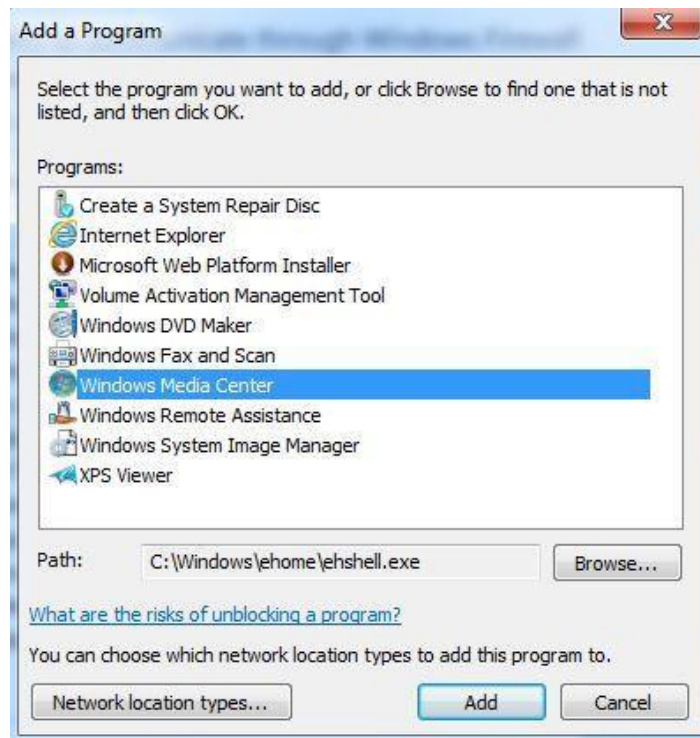 Add a Program
Select the program you want to add, or click Browse to find one that is not
listed, and then click OK.
Programs:
Create a System Repair Disc
Internet Explorer
Microsoft Web Platform Installer
Volume Activation Management Tool
Windows DVD Maker
Windows Fax and Scan
Windows Media Center
Windows Remote Assistance
Windows System Image Manager
XPS Viewer
Path: C:\Windows\ehome\ehshell.exe Browse...
What are the risks of unblocking a program?
You can choose which network location types to add this program to.
Network location types... Add Cancel